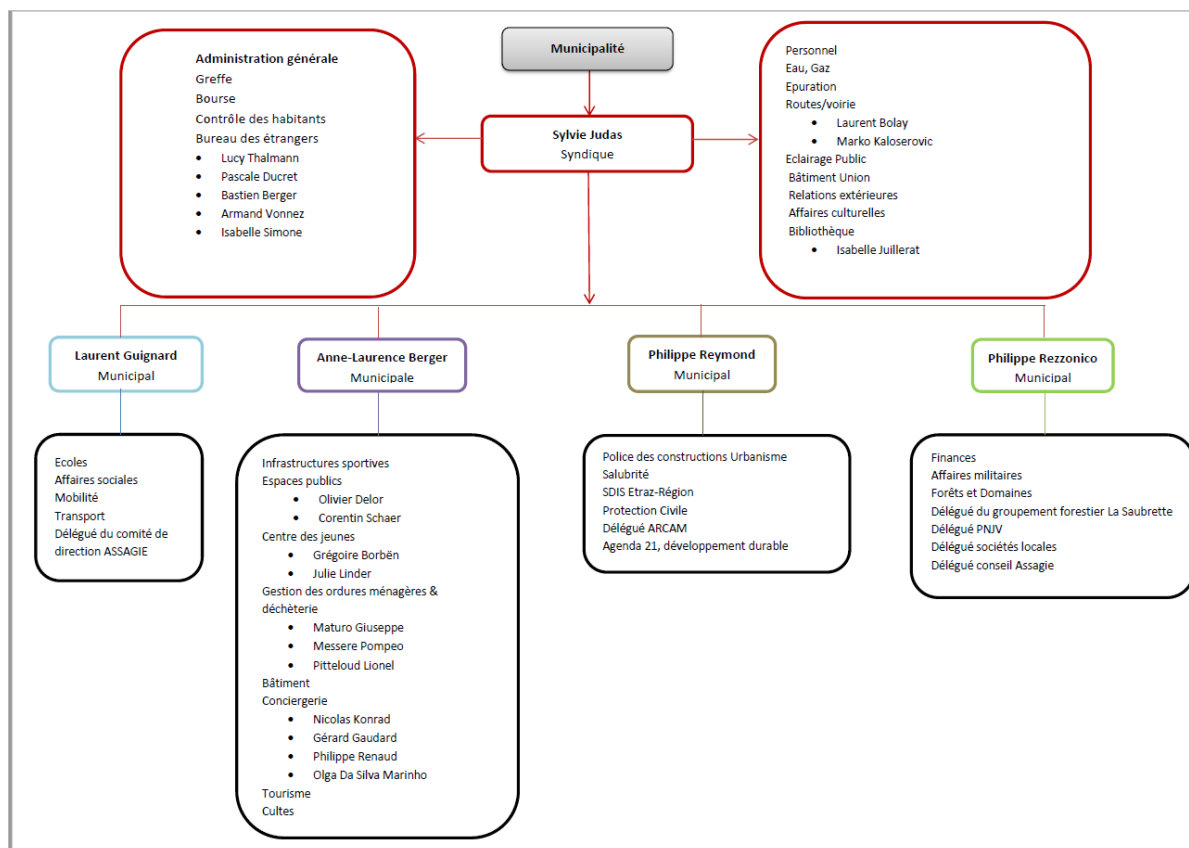 Municipalité
Sylvie Judas
Syndique
Administration générale
Greffe
Bourse
Contrôle des habitants
Bureau des étrangers
• Lucy Thalmann
• Pascale Ducret
• Bastien Berger
• Armand Vonnez
• Isabelle Simone
Personnel
Eau, Gaz
Epuration
Routes/voirie
• Laurent Bolay
• Marko Kaloserovic
Eclairage Public
Bâtiment Union
Relations extérieures
Affaires culturelles
Bibliothèque
• Isabelle Juillerat
Laurent Guignard
Municipal
Ecoles
Affaires sociales
Mobilité
Transport
Délégué du comité de
direction ASSAGIE
Anne-Laurence Berger
Municipale
Infrastructures sportives
Espaces publics
• Olivier Delor
• Corentin Schaer
Centre des jeunes
• Grégoire Borbën
• Julie Linder
Gestion des ordures ménagères &
déchèterie
• Maturo Giuseppe
• Messere Pompeo
• Pitteloud Lionel
Bâtiment
Conciergerie
• Nicolas Konrad
• Gérard Gaudard
• Philippe Renaud
• Olga Da Silva Marinho
Tourisme
Cultes
Philippe Reymond
Municipal
Police des constructions Urbanisme
Salubrité
SDIS Etraz-Région
Protection Civile
Délégué ARCAM
Agenda 21, développement durable
Philippe Rezzonico
Municipal
Finances
Affaires militaires
Forêts et Domaines
Délégué du groupement forestier La Saubrette
Délégué PNJV
Délégué sociétés locales
Délégué conseil Assagie